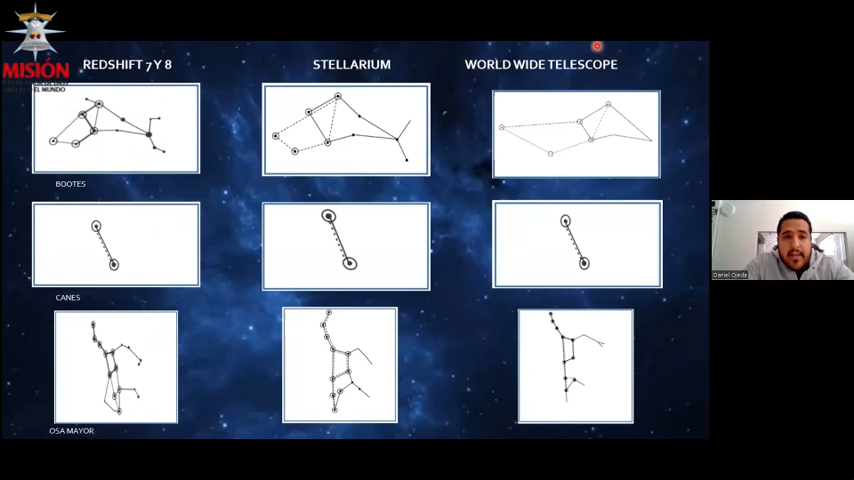 MISIÓN
EL MUNDO
REDSHIFT 7 Y 8
STELLARIUM
WORLD WIDE TELESCOPE
BOOTES
CANES
OSA MAYOR
Daniel Ojeda